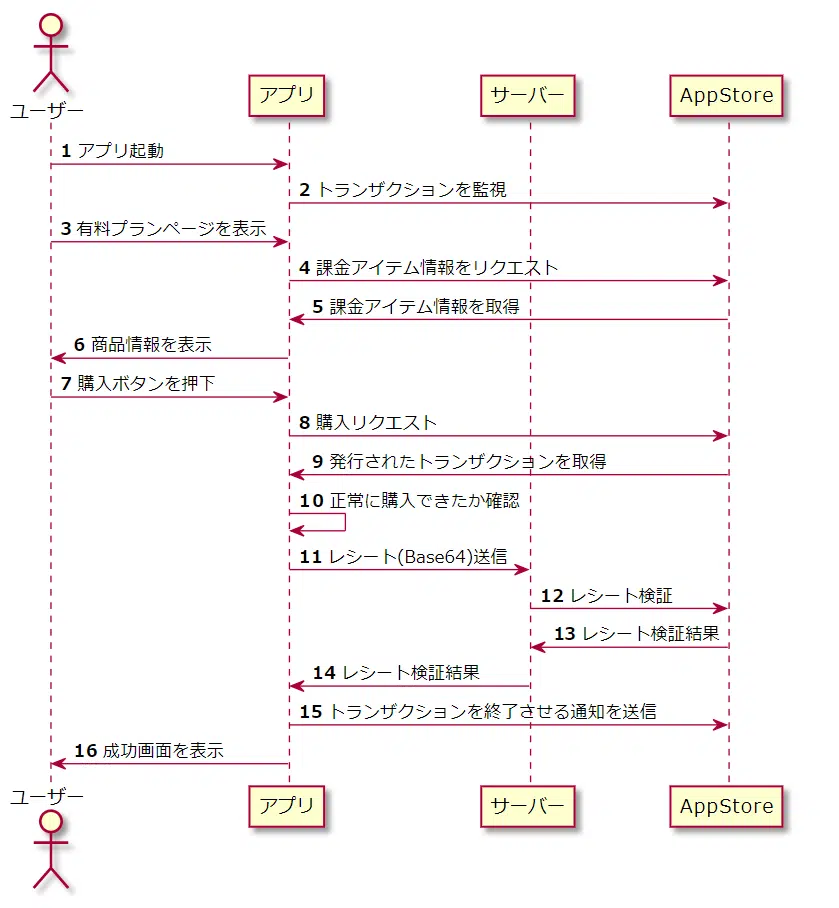 ユーザー
アプリ
サーバー
AppStore
1 アプリ起動
2 トランザクションを監視
3 有料プランページを表示
4 課金アイテム情報をリクエスト
5 課金アイテム情報を取得
6 商品情報を表示
7 購入ボタンを押下
8 購入リクエスト
9 発行されたトランザクションを取得
10 正常に購入できたか確認
11 レシート(Base64)送信
12 レシート検証
13 レシート検証結果
14 レシート検証結果
15 トランザクションを終了させる通知を送信
16 成功画面を表示
ユーザー
アプリ
サーバー
AppStore